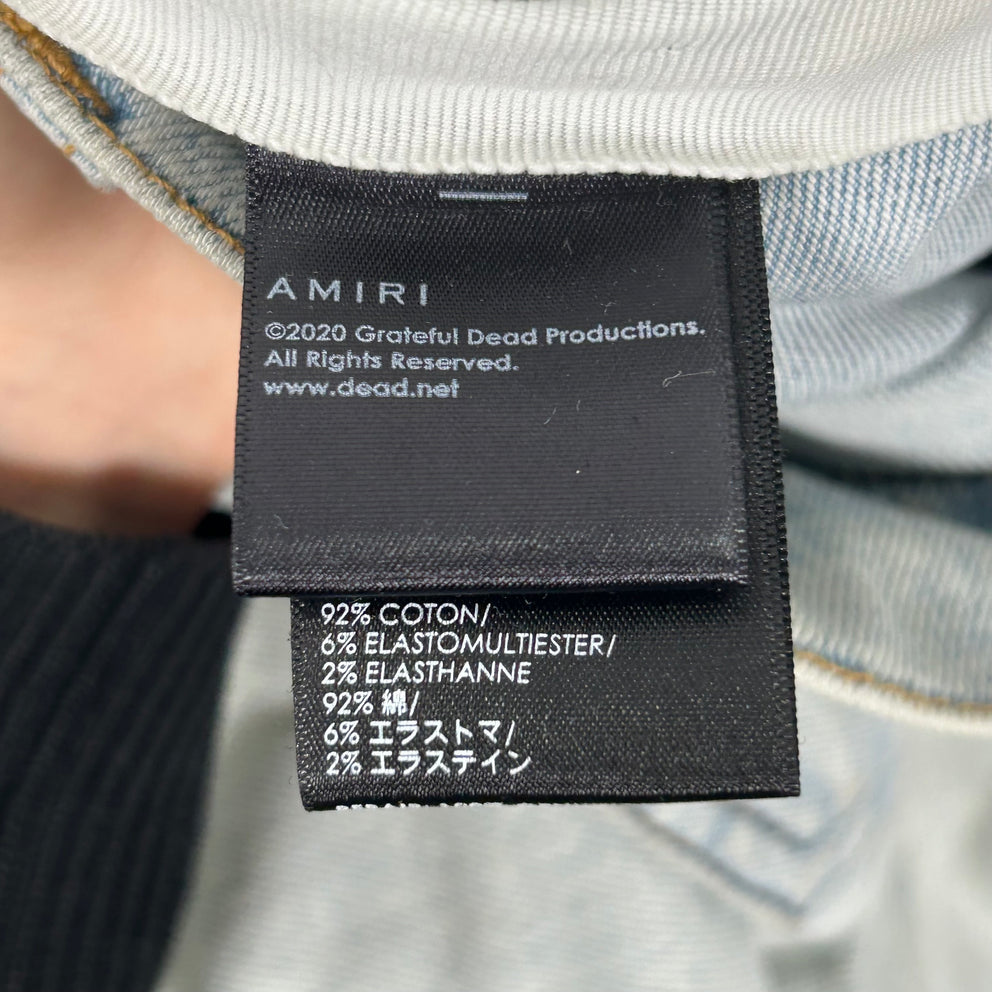 AMIRI
©2020 Grateful Dead Productions.
All Rights Reserved.
www.dead.net
92% COTON/
6% ELASTOMULTIESTER/
2% ELASTHANNE
92% 綿/
6% エラストマ/
2% エラステイン